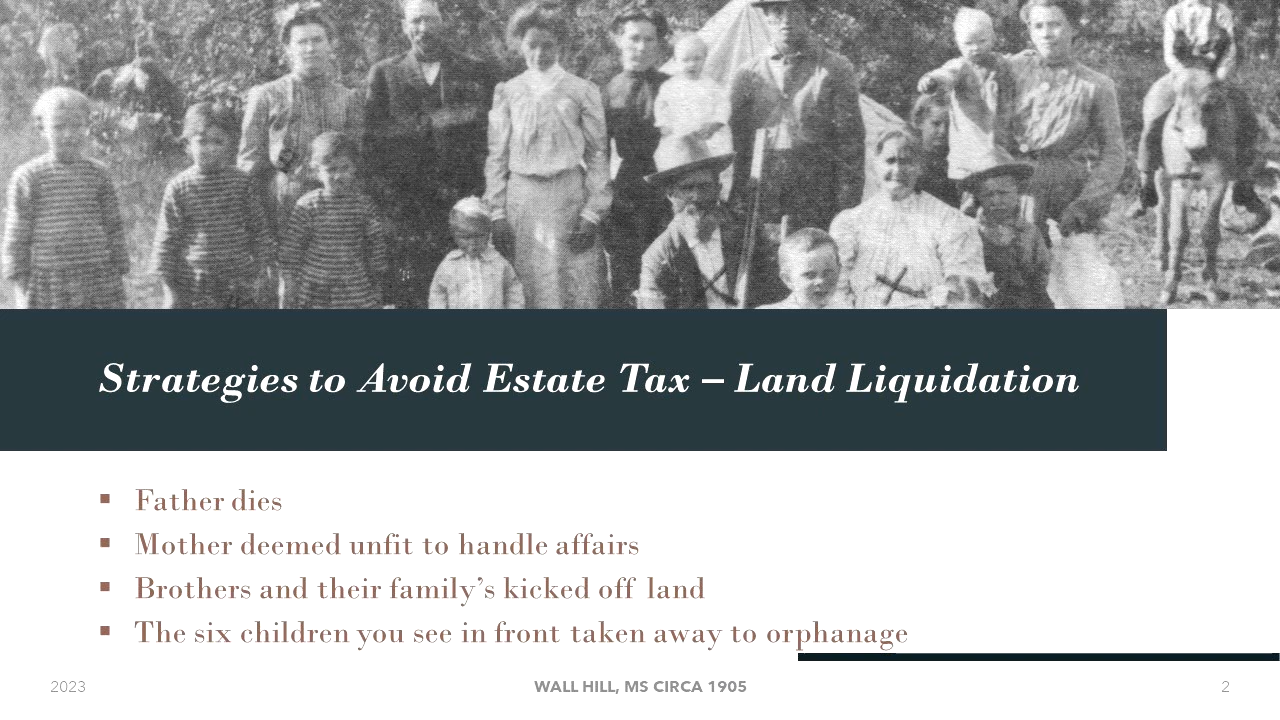 Strategies to Avoid Estate Tax – Land Liquidation
▪ Father dies
▪ Mother deemed unfit to handle affairs
▪ Brothers and their family’s kicked off land
▪ The six children you see in front taken away to orphanage
2023
WALL HILL, MS CIRCA 1905
2